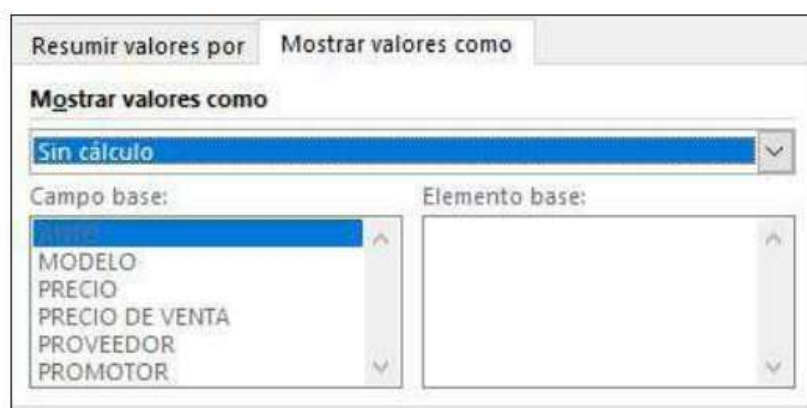 Resumir valores por
Mostrar valores como
Mostrar valores como
Sin cálculo
Campo base:
Elemento base:
MODELO
PRECIO
PRECIO DE VENTA
PROVEEDOR
PROMOTOR